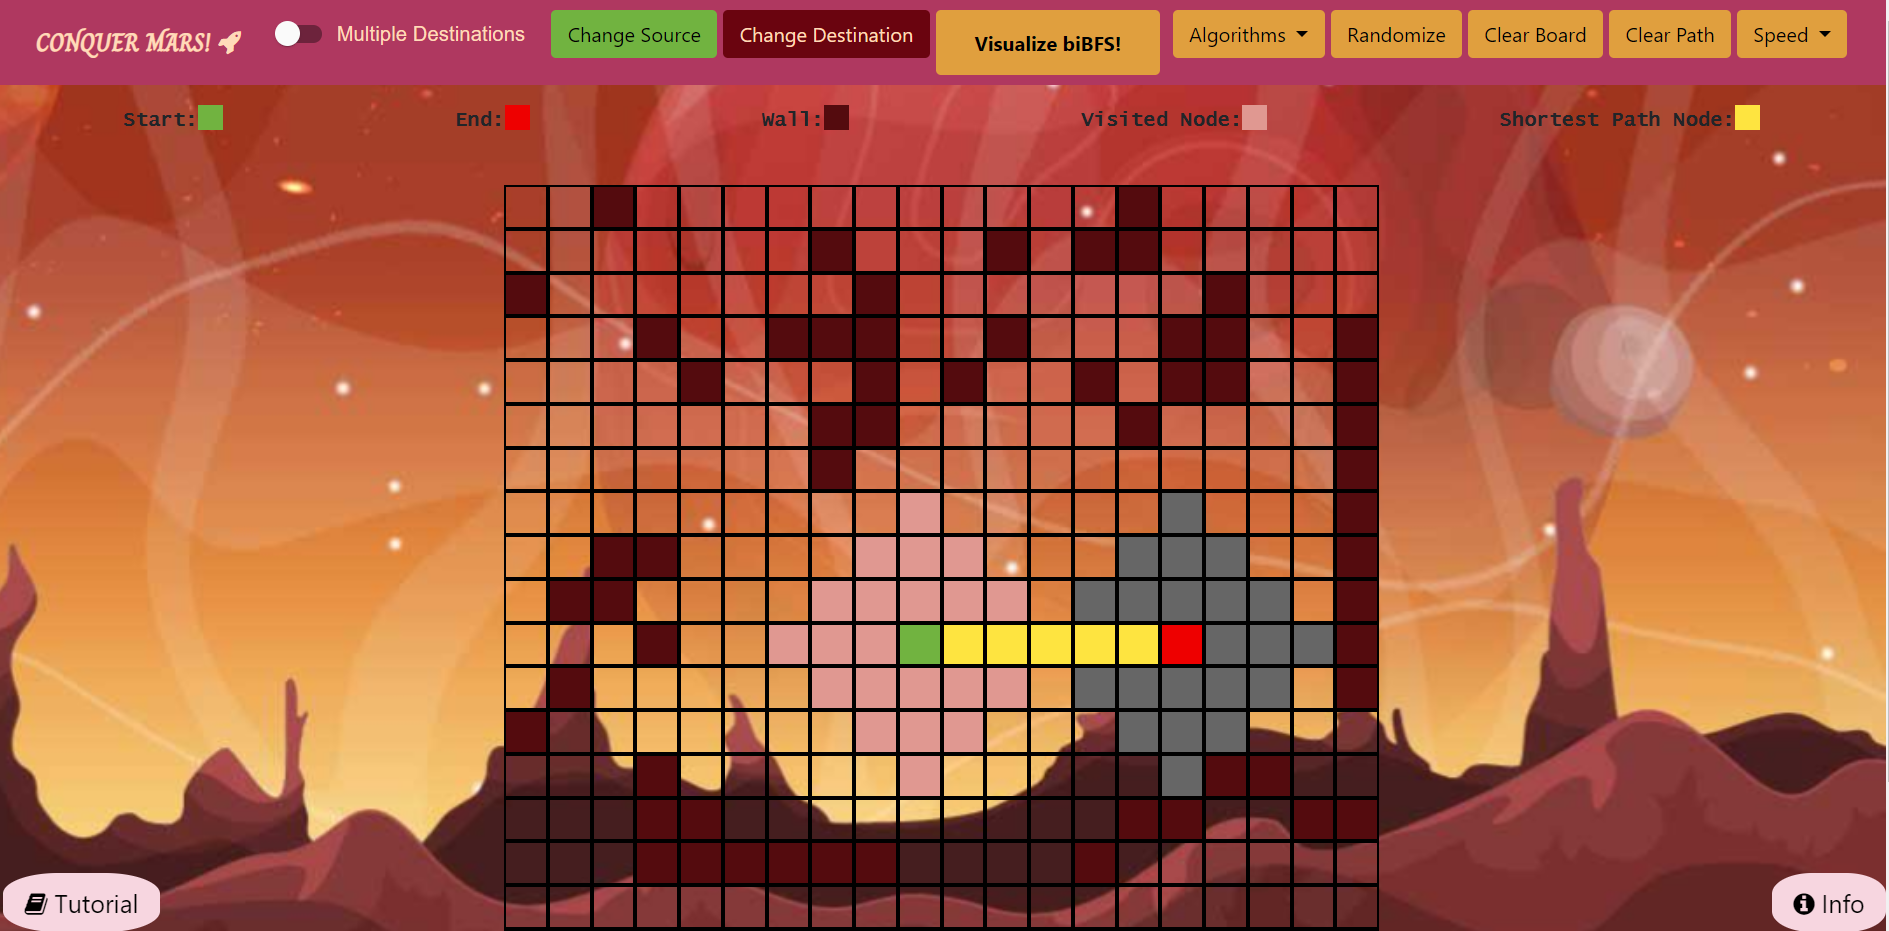 CONQUER MARS!
Multiple Destinations
Change Source
Change Destination
Visualize biBFS!
Algorithms
Randomize
Clear Board
Clear Path
Speed
Start:
End:
Wall:
Visited Node:
Shortest Path Node:
Tutorial
Info